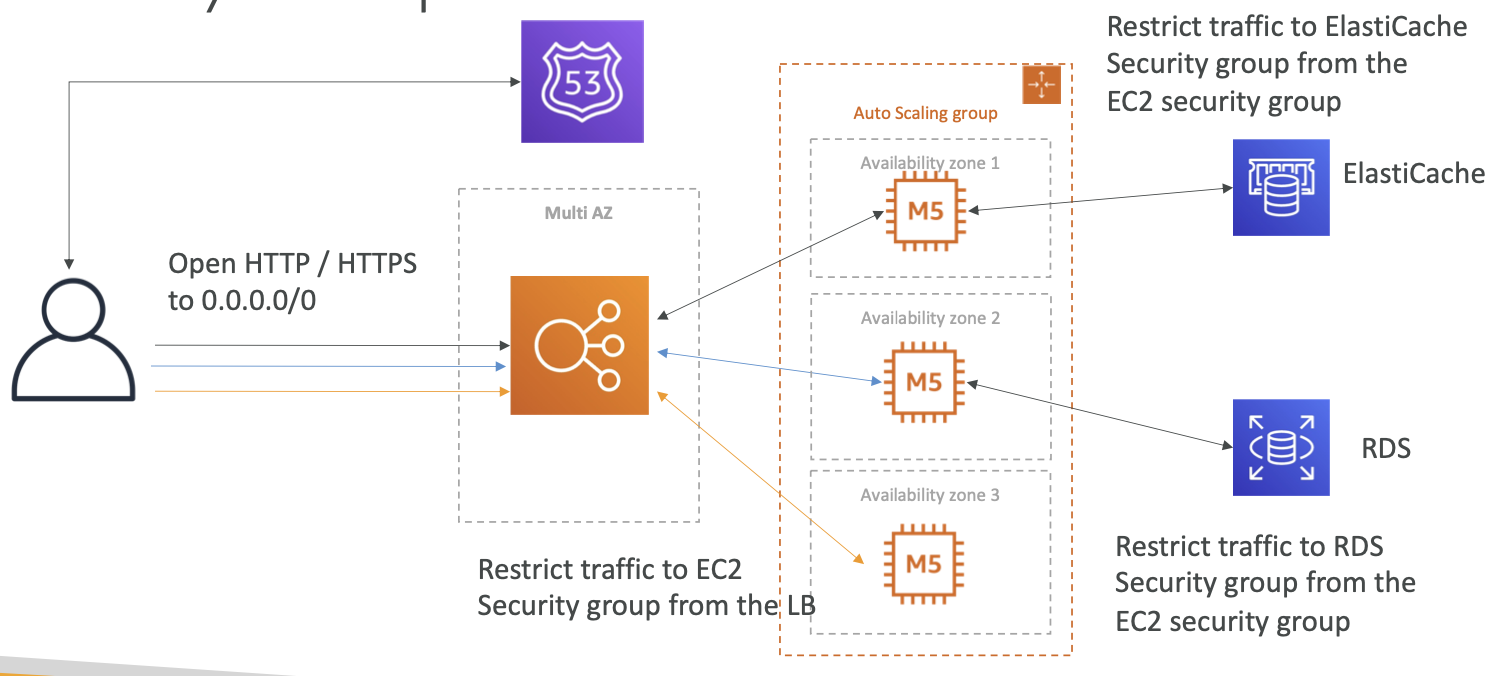 53
Restrict traffic to ElastiCache
Security group from the
EC2 security group
Auto Scaling group
Availability zone 1
M5
ElastiCache
Multi AZ
Open HTTP / HTTPS
to 0.0.0.0/0
Availability zone 2
M5
RDS
Availability zone 3
M5
Restrict traffic to EC2
Security group from the LB
Restrict traffic to RDS
Security group from the
EC2 security group